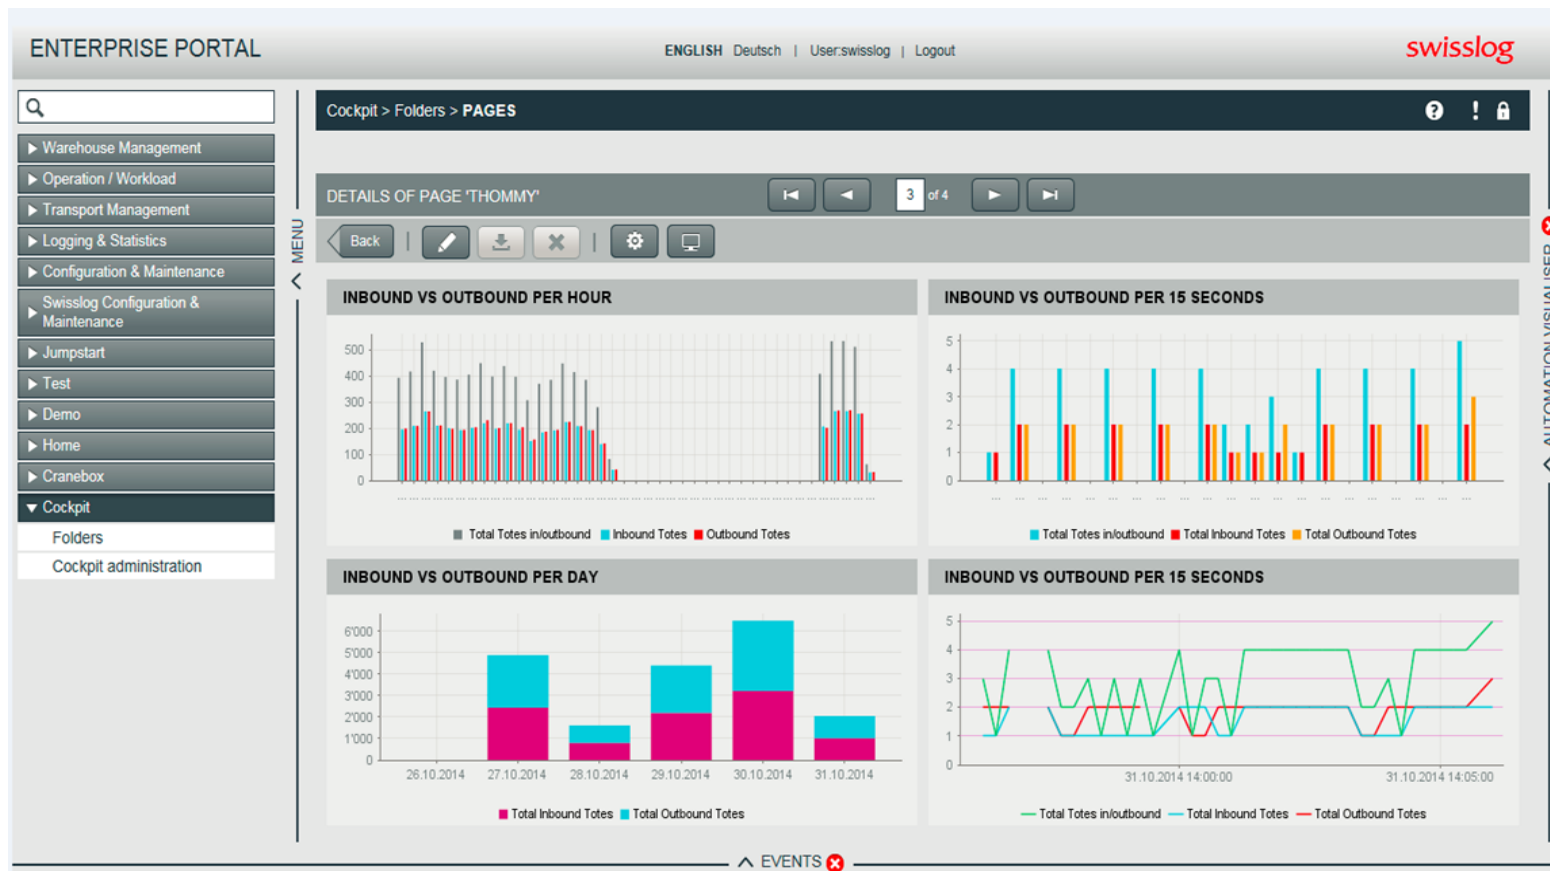 ENTERPRISE PORTAL
ENGLISH Deutsch | User:swisslog | Logout
swisslog
Warehouse Management
Operation / Workload
Transport Management
Logging & Statistics
Configuration & Maintenance
Swisslog Configuration &
Maintenance
Jumpstart
Test
Demo
Home
Cranebox
Cockpit
Folders
Cockpit administration
MENU
Cockpit > Folders > PAGES
DETAILS OF PAGE 'THOMMY'
3 of 4
Back
INBOUND VS OUTBOUND PER HOUR
500
400
300
200
100
0
... ... ... ... ... ... ... ... ... ... ... ... ... ... ... ... ... ... ... ... ... ... ... ... ... ... ... ... ... ... ... ... ... ... ... ... ... ... ... ... ...
Total Totes in/outbound Inbound Totes Outbound Totes
INBOUND VS OUTBOUND PER 15 SECONDS
5
4
3
2
1
0
... ... ... ... ... ... ... ... ... ... ... ... ... ... ... ... ... ... ... ... ...
Total Totes in/outbound Total Inbound Totes Total Outbound Totes
INBOUND VS OUTBOUND PER DAY
6'000
5'000
4'000
3'000
2'000
1'000
0
26.10.2014 27.10.2014 28.10.2014 29.10.2014 30.10.2014 31.10.2014
Total Inbound Totes Total Outbound Totes
INBOUND VS OUTBOUND PER 15 SECONDS
5
4
3
2
1
0
31.10.2014 14:00:00 31.10.2014 14:05:00
Total Totes in/outbound Total Inbound Totes Total Outbound Totes
AUTOMATION VISUALISER
EVENTS